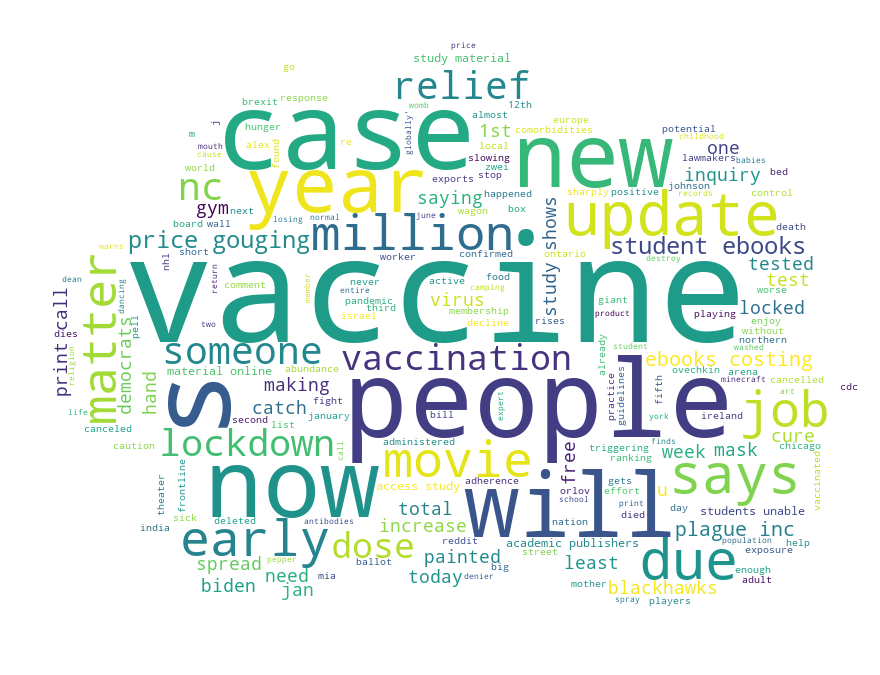 price
study material
go
relief
brexit
response
womb
12th
hunger
almost
globally'
j
case
1st
europe
comorbidities
potential
new
one
lawmakers
babies
m
mouth
cause
alex
found
re
local
slowing
zwei
stop
world
exports
childhood
inquiry
bed
nc
year
saying
happened
sharply
positive
johnson
records
control
gym
next
wagon
box
update
death
board
wall
losing
normal
june
million
study shows
ontario
student ebooks
price gouging
worker
confirmed
warns
nhl
short
return
vaccine
never
active
food
destroy
tested
dean
dancing
comment
member
entire
pandemic
camping
test
worse
matter
third
virus
membership
giant
locked
enjoy
two
israel
decline
rises
product
playing
without
northern
print
call
dies
democrats
pell
someone
vaccination
already
student
washed
ebooks costing
religion
material online
abundance
people
practice
guidelines
fifth
ovechkin
arena
cancelled
minecraft
cdc
hand
s
making
expert
art
job
life
catch
january
bill
york
ireland
canceled
second
list
caution
lockdown
call
administered
free
triggering
finds
week
mask
cure
chicago
theater
frontline
now
movie
adherence
ranking
says
vaccinated
access study
orlov
gets
effort
school
print
u
india
sick
deleted
will
died
day
students unable
antibodies
total
increase
nation
population
early
dose
reddit
academic publishers
plague inc
help
pepper
ballot
street
due
exposure
spread
painted
big
least
enough
biden
need
mia
today
denier
mother
adult
jan
fight
blackhawks
spray
players